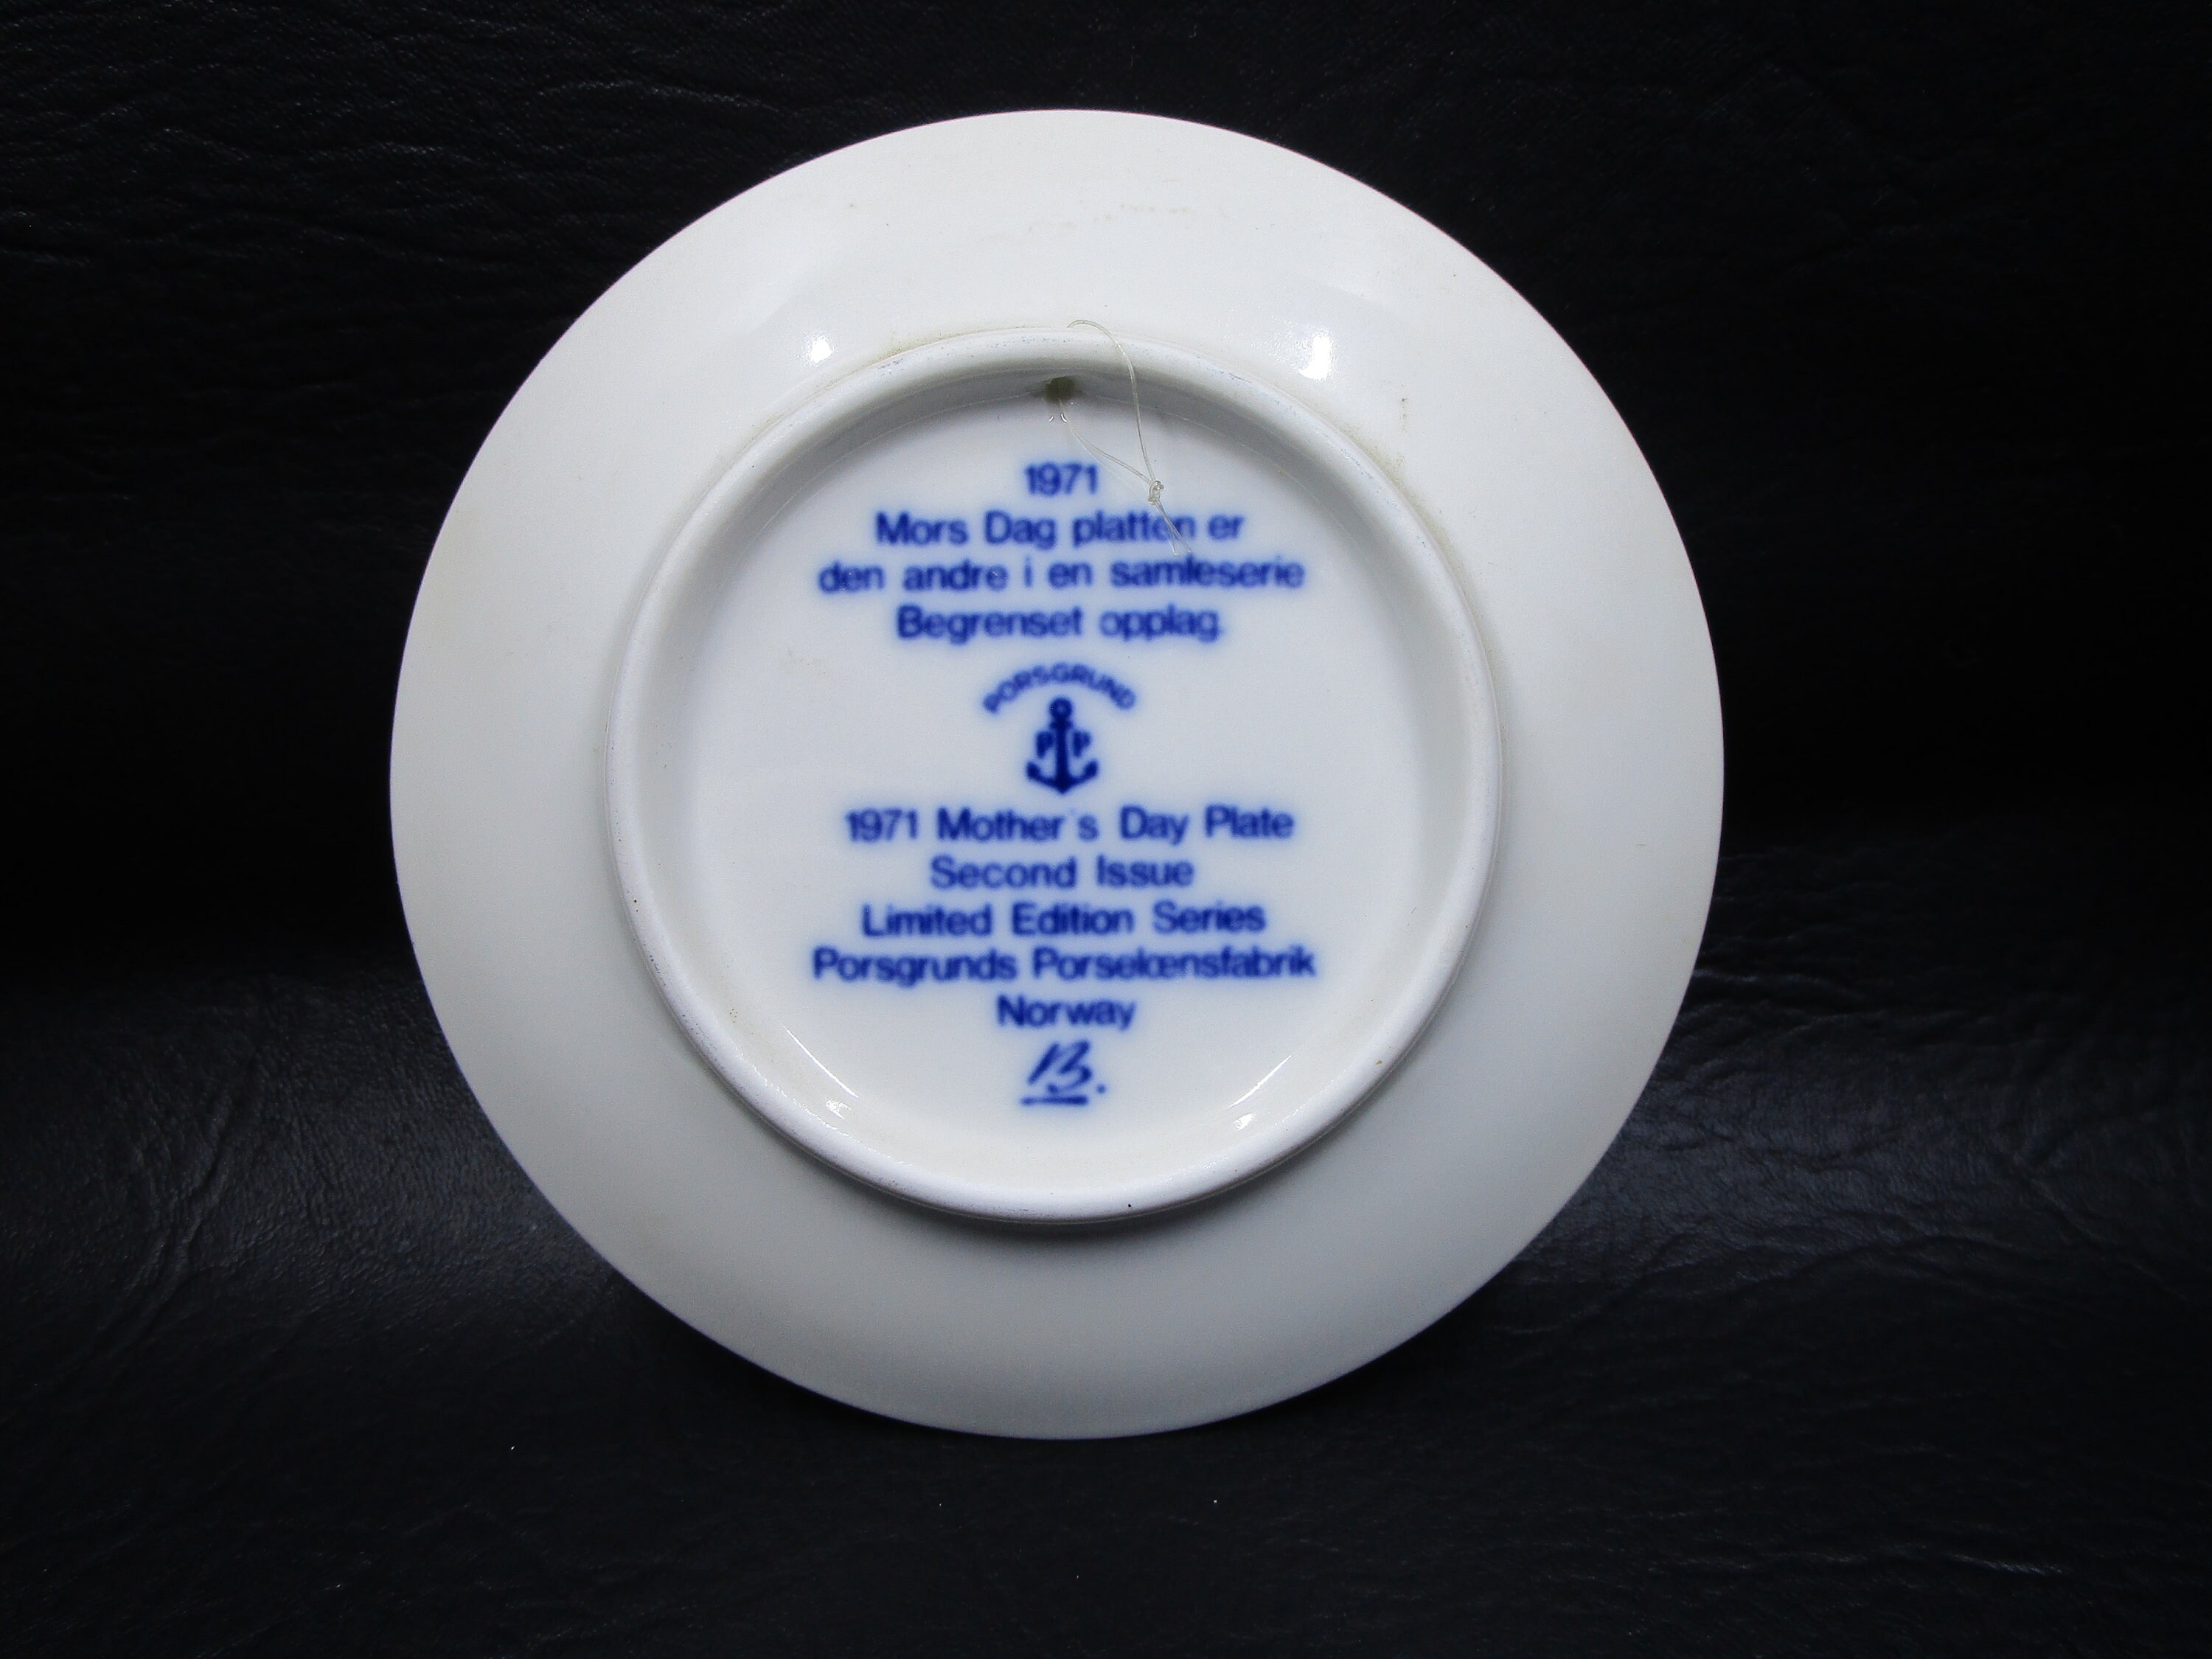 1971
Mors Dag platten er
den andre i en samleserie
Begrenset opplag.
PORSGRUND
P P
1971 Mother's Day Plate
Second Issue
Limited Edition Series
Porsgrunds Porselænsfabrik
Norway
B.